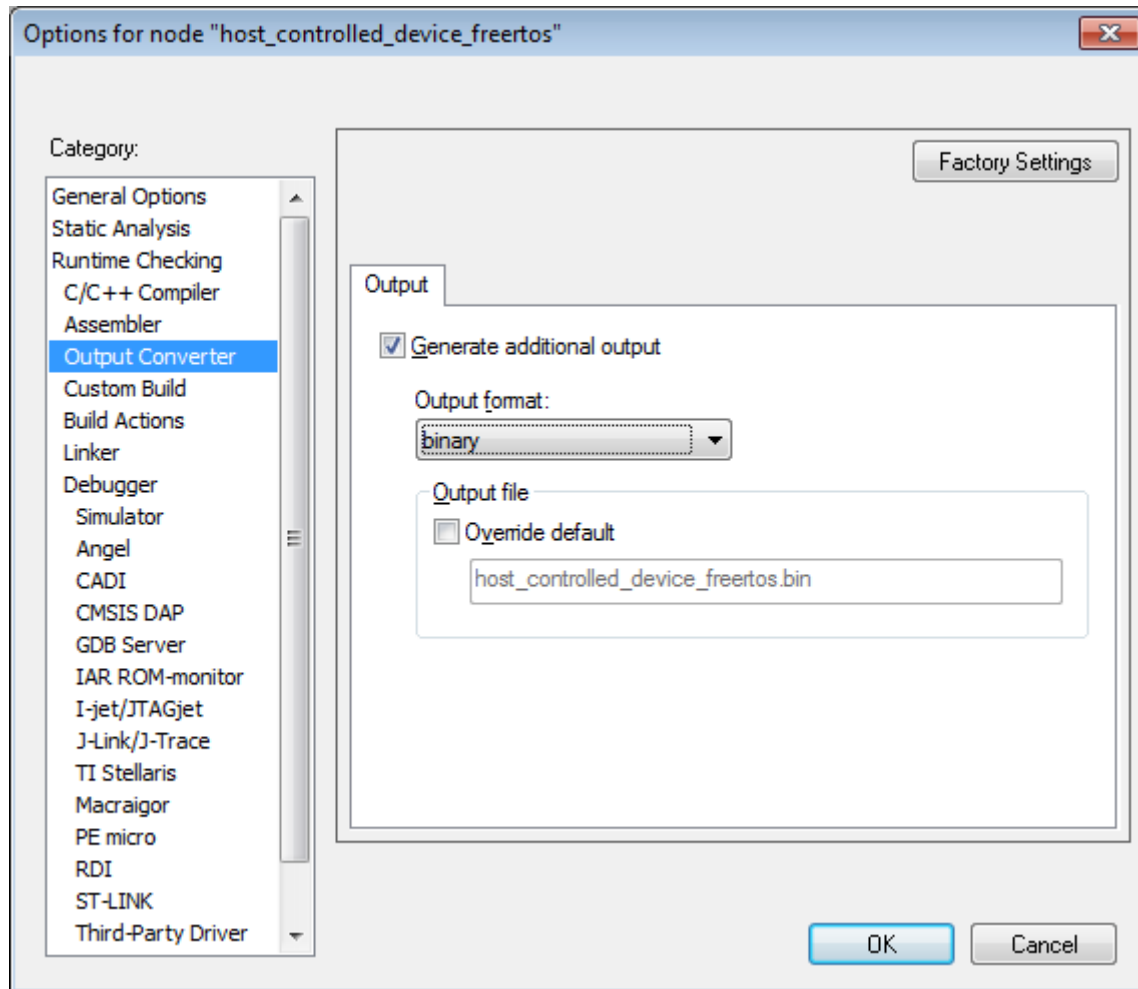 Options for node "host_controlled_device_freertos"
Category:
General Options
Static Analysis
Runtime Checking
C/C++ Compiler
Assembler
Output Converter
Custom Build
Build Actions
Linker
Debugger
Simulator
Angel
CADI
CMSIS DAP
GDB Server
IAR ROM-monitor
I-jet/JTAGjet
J-Link/J-Trace
TI Stellaris
Macraigor
PE micro
RDI
ST-LINK
Third-Party Driver
Factory Settings
Output
Generate additional output
Output format:
binary
Output file
Override default
host_controlled_device_freertos.bin
OK Cancel